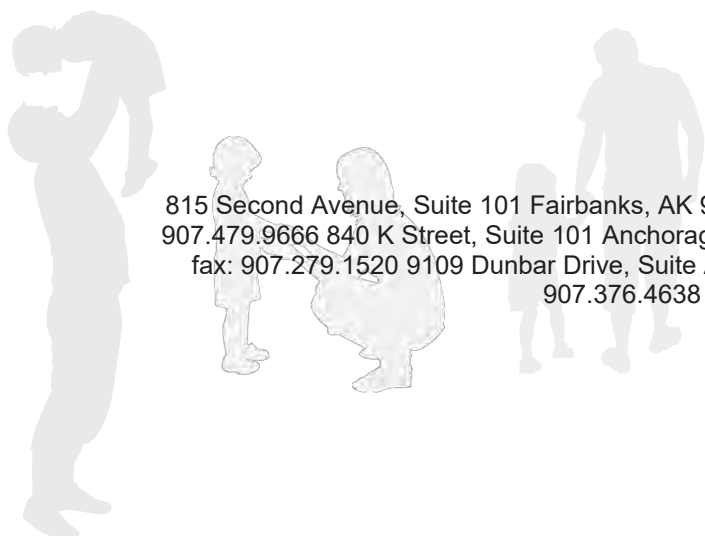 815 Second Avenue, Suite 101 Fairbanks, AK
907.479.9666 840 K Street, Suite 101
fax: 907.279.1520 9109 Dunbar Drive, Suite
907.376.4638